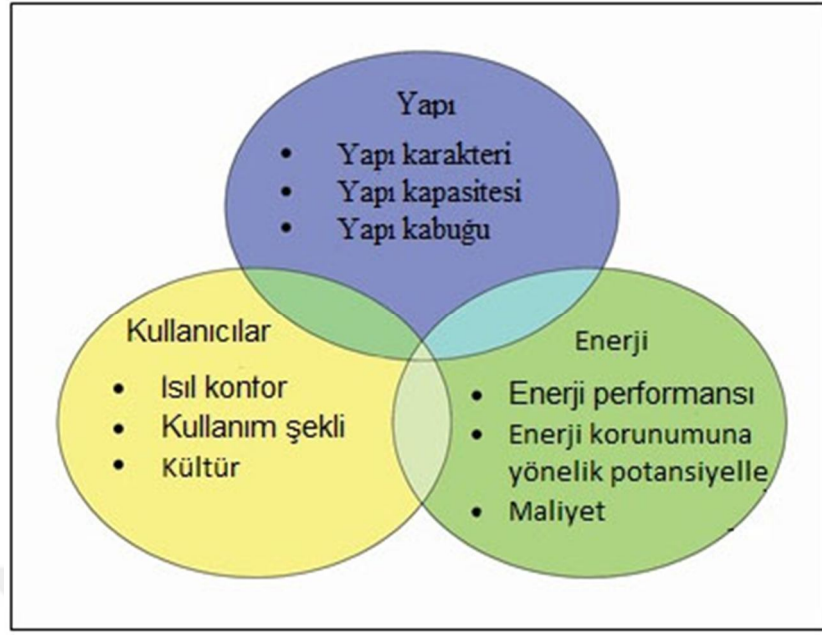 Yapı
• Yapı karakteri
• Yapı kapasitesi
• Yapı kabuğu
Kullanıcılar
• Isıl kontor
• Kullanım şekli
• Kültür
Enerji
• Enerji performansı
• Enerji korunumuna
yönelik potansiyelle
• Maliyet